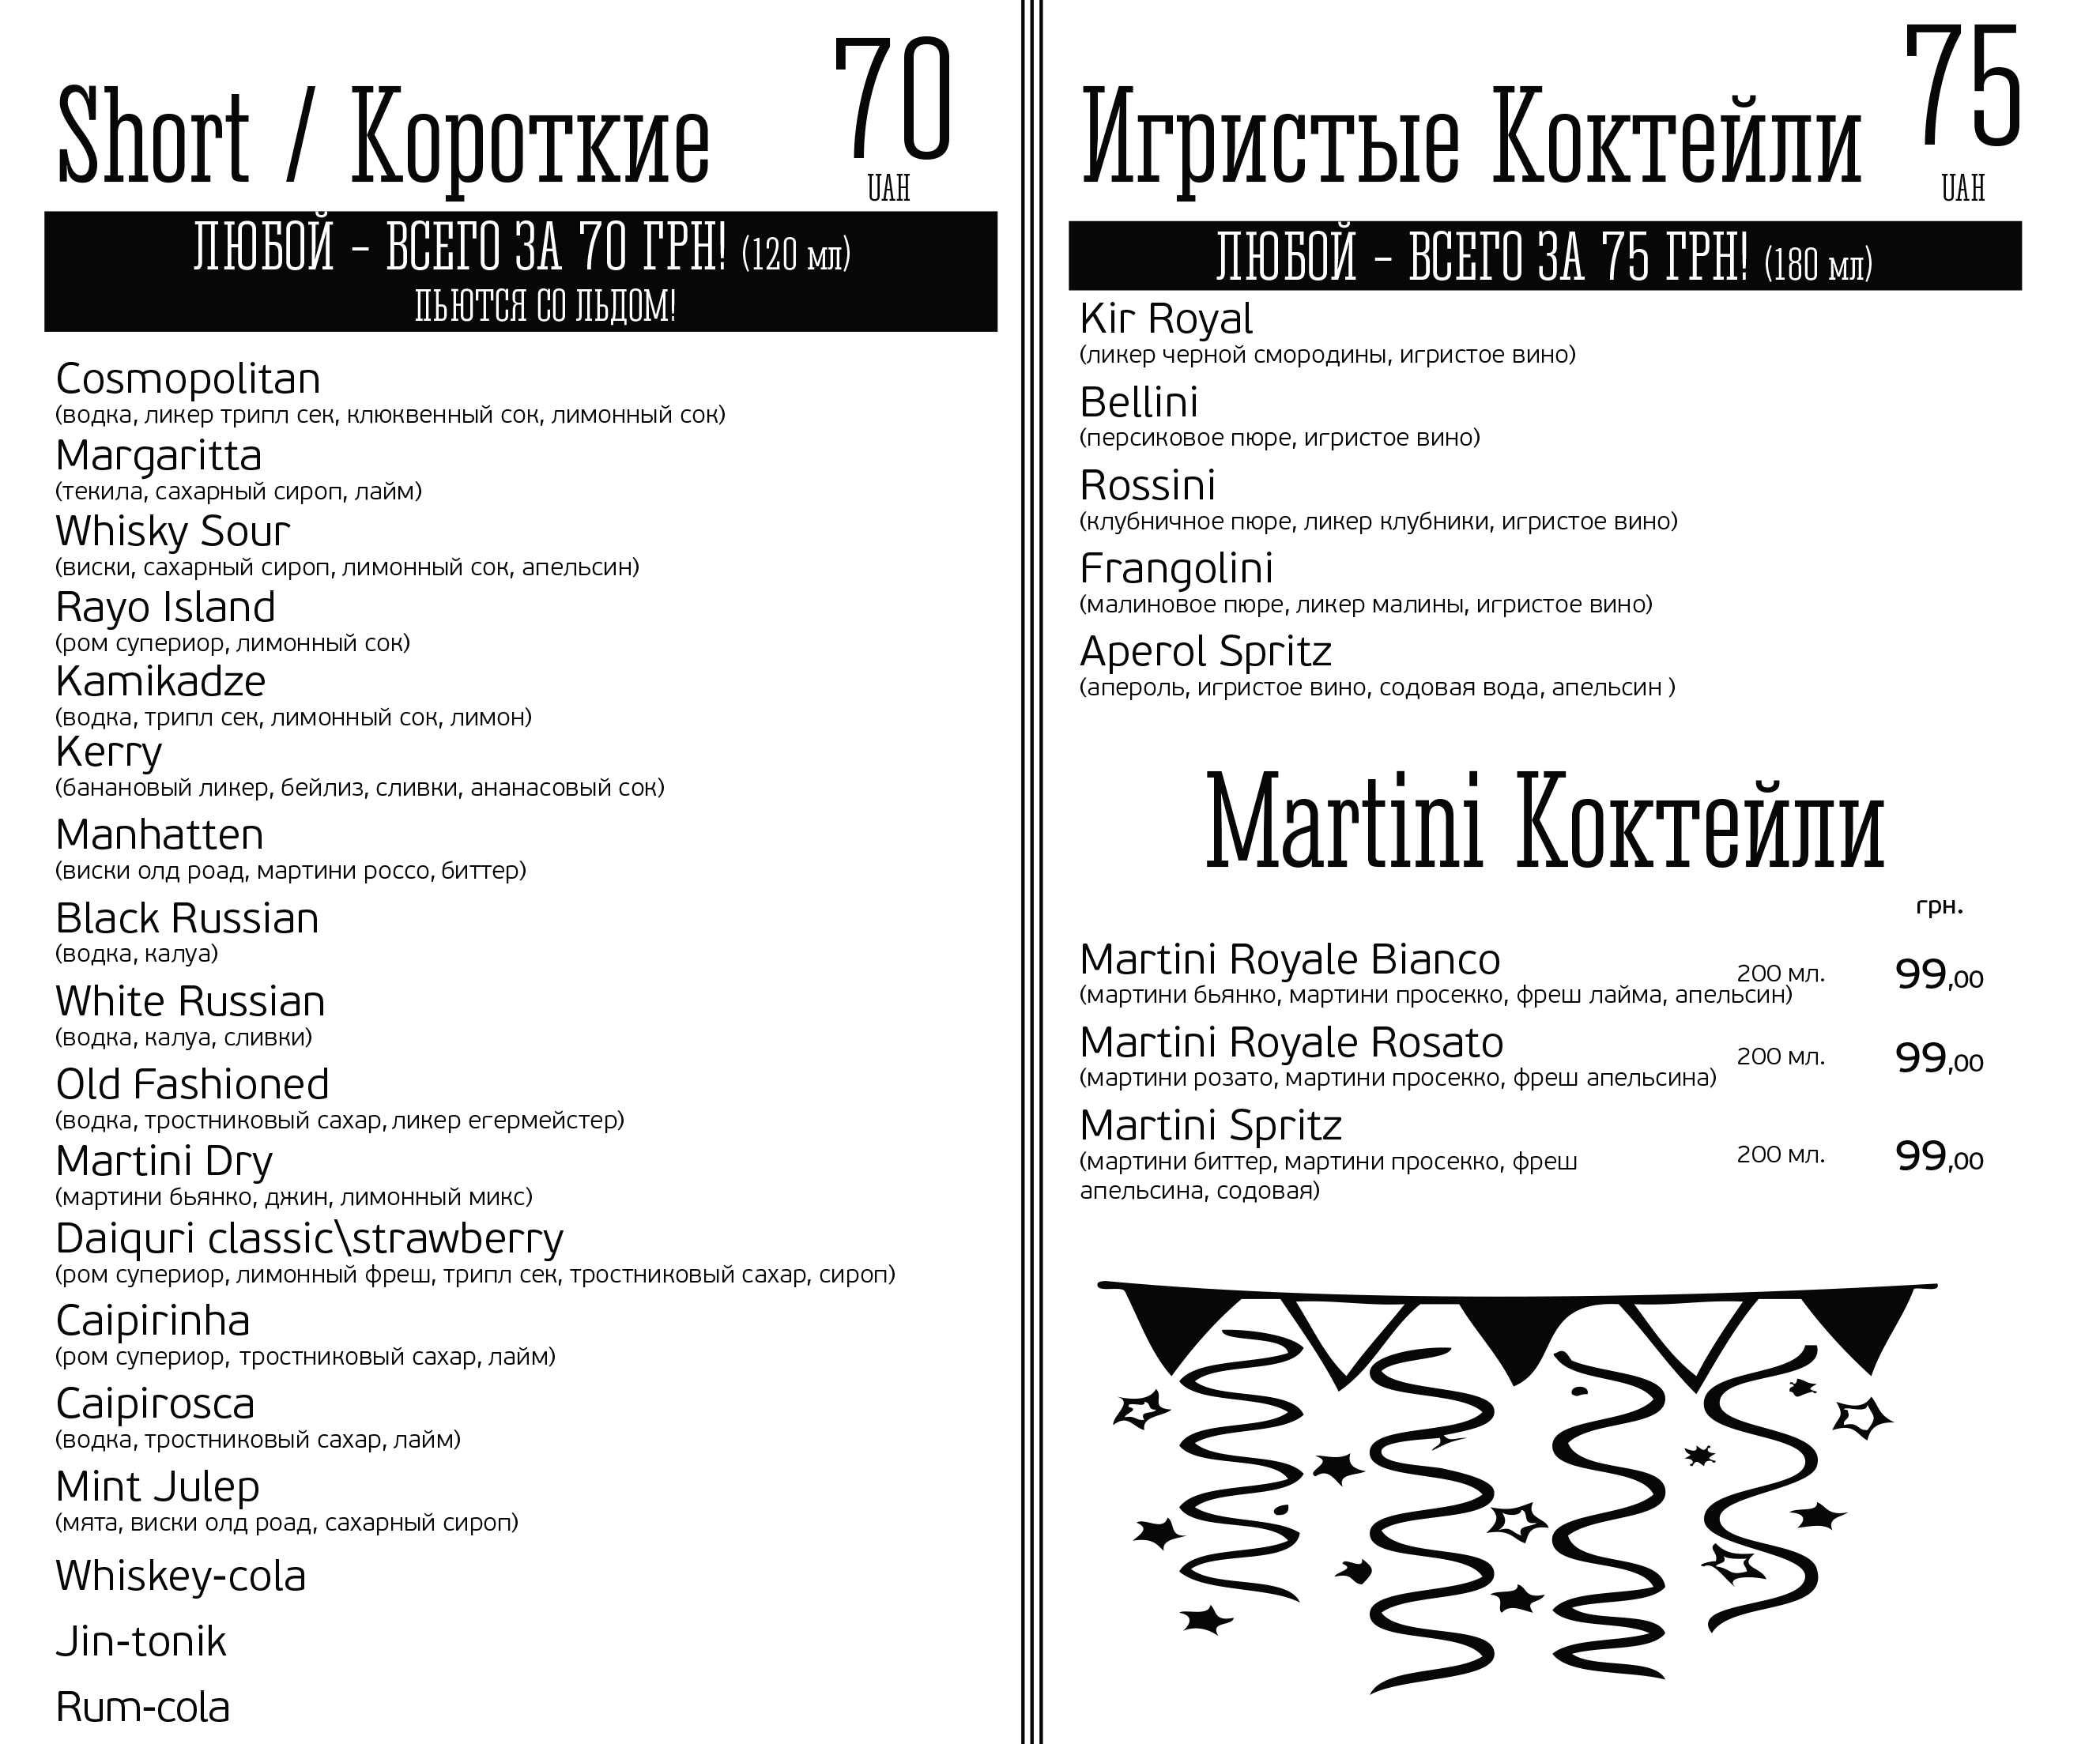 Short / Короткие
70
UAH
ЛЮБОЙ - ВСЕГО ЗА 70 ГРН! (120 мл)
ПЬЮТСЯ СО ЛЬДОМ!
Cosmopolitan
(водка, ликер трипл сек, клюквенный сок, лимонный сок)
Margaritta
(текила, сахарный сироп, лайм)
Whisky Sour
(виски, сахарный сироп, лимонный сок, апельсин)
Rayo Island
(ром супериор, лимонный сок)
Kamikadze
(водка, трипл сек, лимонный сок, лимон)
Kerry
(банановый ликер, бейлиз, сливки, ананасовый сок)
Manhatten
(виски олд роад, мартини россо, биттер)
Black Russian
(водка, калуа)
White Russian
(водка, калуа, сливки)
Old Fashioned
(водка, тростниковый сахар, ликер егермейстер)
Martini Dry
(мартини бьянко, джин, лимонный микс)
Daiquri classic\strawberry
(ром супериор, лимонный фреш, трипл сек, тростниковый сахар, сироп)
Caipirinha
(ром супериор, тростниковый сахар, лайм)
Caipirosca
(водка, тростниковый сахар, лайм)
Mint Julep
(мята, виски олд роад, сахарный сироп)
Whiskey-cola
Jin-tonik
Rum-cola
Игристые Коктейли
75
UAH
ЛЮБОЙ - ВСЕГО ЗА 75 ГРН! (180 мл)
Kir Royal
(ликер черной смородины, игристое вино)
Bellini
(персиковое пюре, игристое вино)
Rossini
(клубничное пюре, ликер клубники, игристое вино)
Frangolini
(малиновое пюре, ликер малины, игристое вино)
Aperol Spritz
(апероль, игристое вино, содовая вода, апельсин )
Martini Коктейли
грн.
Martini Royale Bianco 200 мл. 99,00
(мартини бьянко, мартини просекко, фреш лайма, апельсин)
Martini Royale Rosato 200 мл. 99,00
(мартини розато, мартини просекко, фреш апельсина)
Martini Spritz
(мартини биттер, мартини просекко, фреш 200 мл. 99,00
апельсина, содовая)